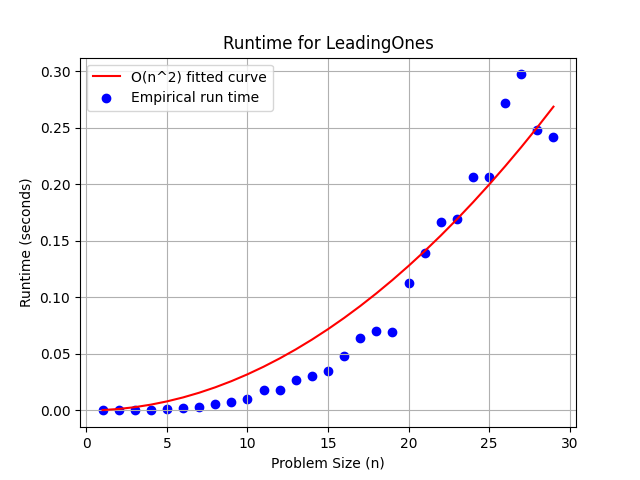 Runtime for LeadingOnes
O(n^2) fitted curve
Empirical run time
0.30
0.25
0.20
0.15
0.10
0.05
0.00
Runtime (seconds)
0 5 10 15 20 25 30
Problem Size (n)